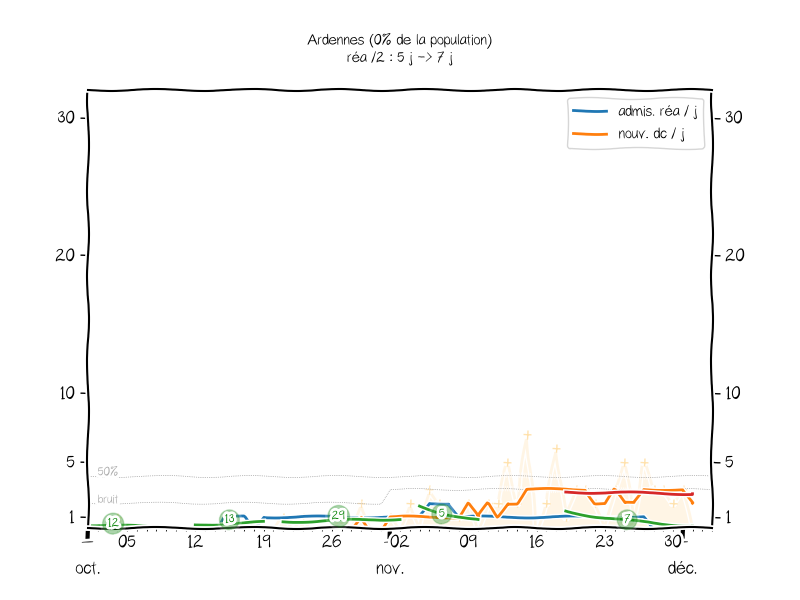 Ardennes (0% de la population)
réa /2 : 5 j -> 7 j
admis. réa / j
nouv. dc / j
30 30
20 20
10 10
5 5
1 1
50%
bruit
12 13 29 5 7
05 12 19 26 02 09 16 23 30
oct. nov. déc.